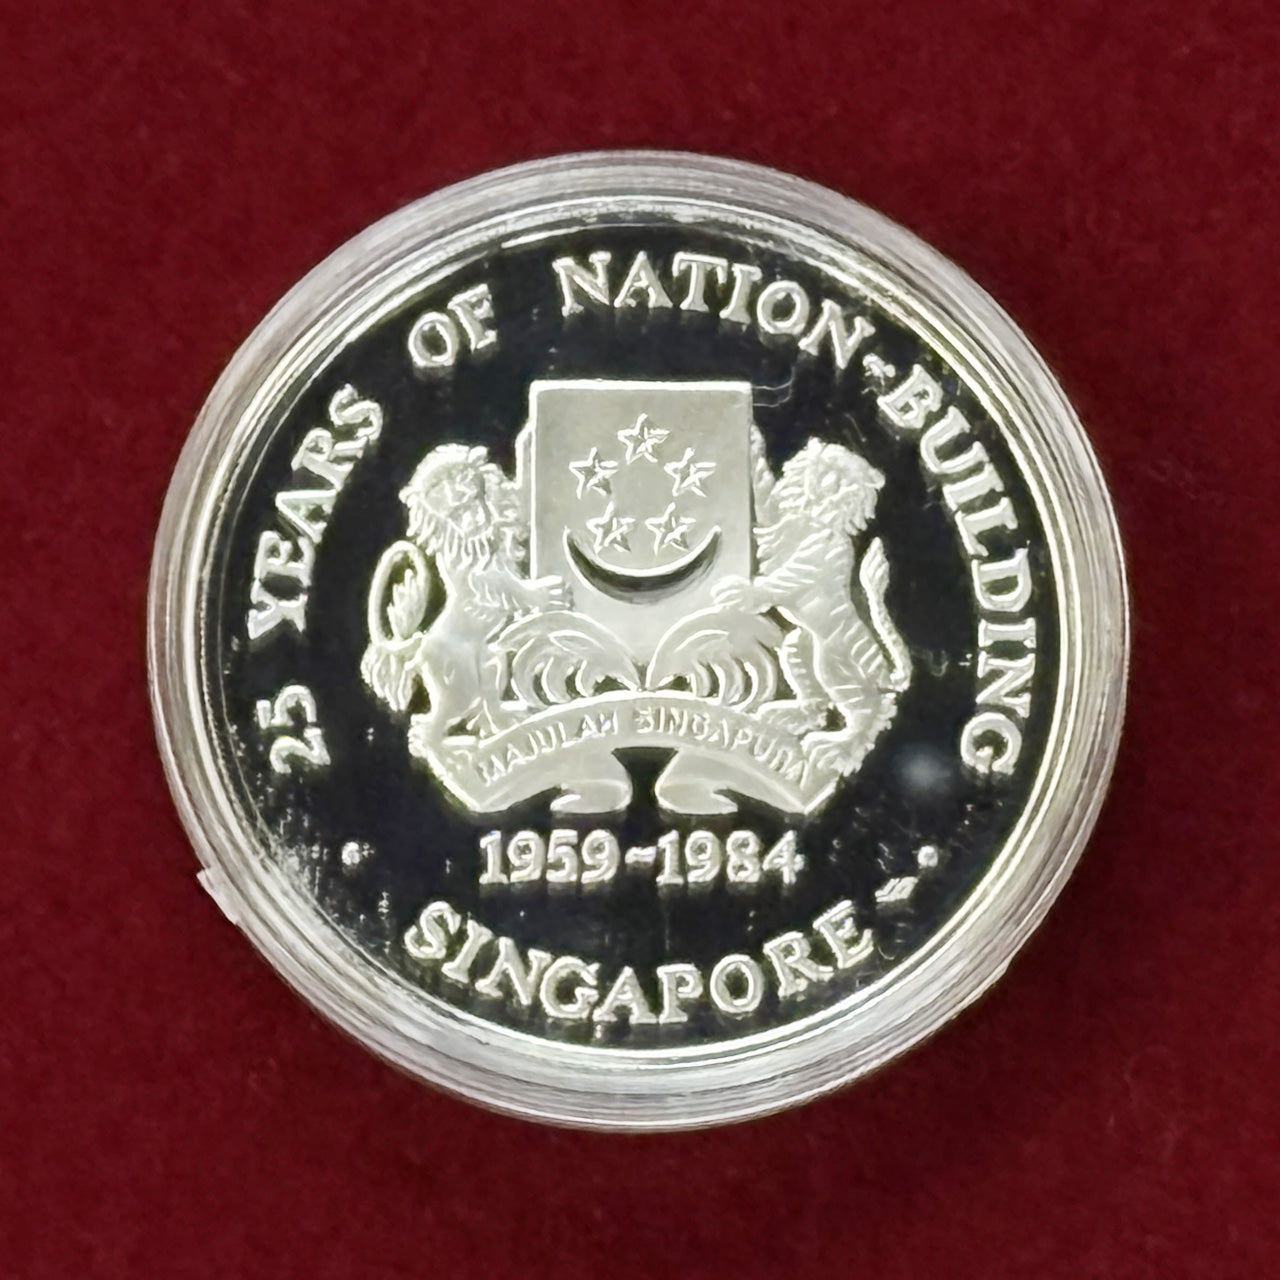 25 YEARS OF NATION-BUILDING
MAJULAH SINGAPURA
1959-1984
SINGAPORE